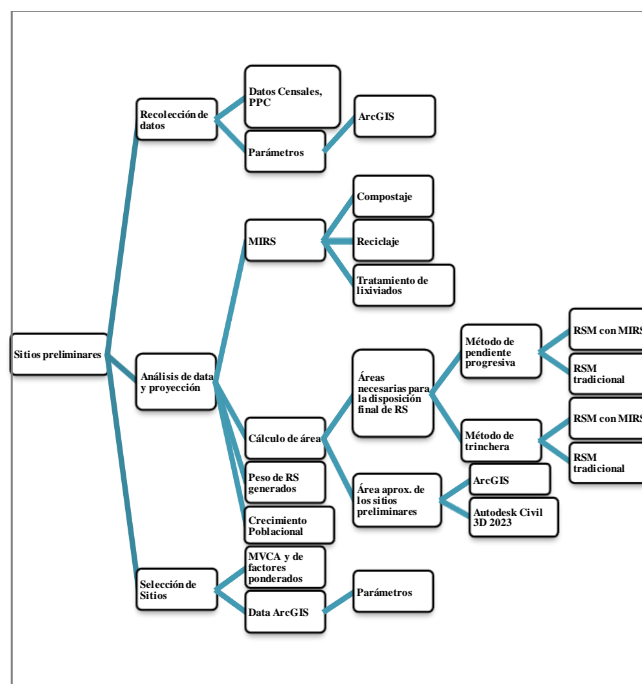 Sitios preliminares
Recolección de
datos
Datos Censales,
PPC
Parámetros
ArcGIS
Análisis de data
y proyección
MIRS
Compostaje
Reciclaje
Tratamiento de
lixiviados
Cálculo de área
Áreas
necesarias para
la disposición
final de RS
Método de
pendiente
progresiva
RSM con MIRS
RSM
tradicional
Método de
trinchera
RSM con MIRS
RSM
tradicional
Área aprox. de
los sitios
preliminares
ArcGIS
Autodesk Civil
3D 2023
Peso de RS
generados
Crecimiento
Poblacional
Selección de
Sitios
MVCA y de
factores
ponderados
Data ArcGIS
Parámetros